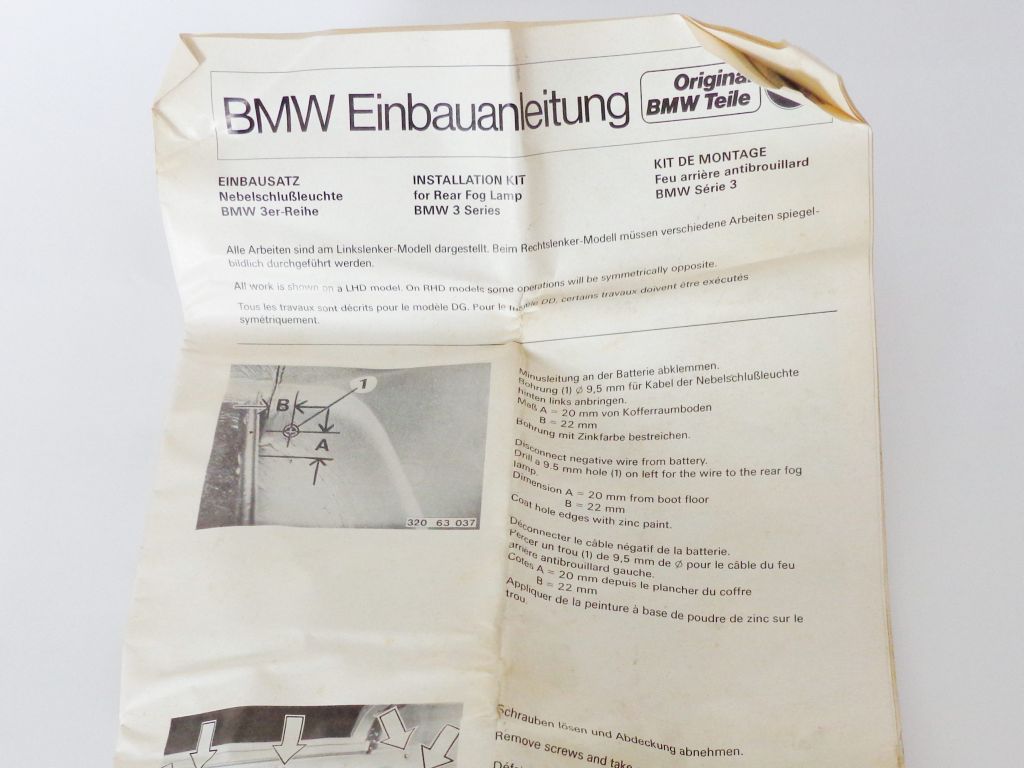 BMW Einbauanleitung
Original
BMW Teile
EINBAUSATZ
Nebelschlußleuchte
BMW 3er-Reihe
INSTALLATION KIT
for Rear Fog Lamp
BMW 3 Series
KIT DE MONTAGE
Feu arrière antibrouillard
BMW Série 3
Alle Arbeiten sind am Linkslenker-Modell dargestellt. Beim Rechtslenker-Modell müssen verschiedene Arbeiten spiegel-
bildlich durchgeführt werden.
All work is shown on a LHD model. On RHD models some operations will be symmetrically opposite.
Tous les travaux sont décrits pour le modèle DG. Pour le modèle DD, certains travaux doivent être exécutés
symétriquement.
1
B
A
320 63 037
Minusleitung an der Batterie abklemmen.
Bohrung (1) ø 9,5 mm für Kabel der Nebelschlußleuchte
hinten links anbringen.
Maß A = 20 mm von Kofferraumboden
B = 22 mm
Bohrung mit Zinkfarbe bestreichen.
Disconnect negative wire from battery.
Drill a 9.5 mm hole (1) on left for the wire to the rear fog
lamp.
Dimension A = 20 mm from boot floor
B = 22 mm
Coat hole edges with zinc paint.
Déconnecter le câble négatif de la batterie.
Percer un trou (1) de 9,5 mm de ø pour le câble du feu
arrière antibrouillard gauche.
Cotes A = 20 mm depuis le plancher du coffre
B = 22 mm
Appliquer de la peinture à base de poudre de zinc sur le
trou.
Schrauben lösen und Abdeckung abnehmen.
Remove screws and take